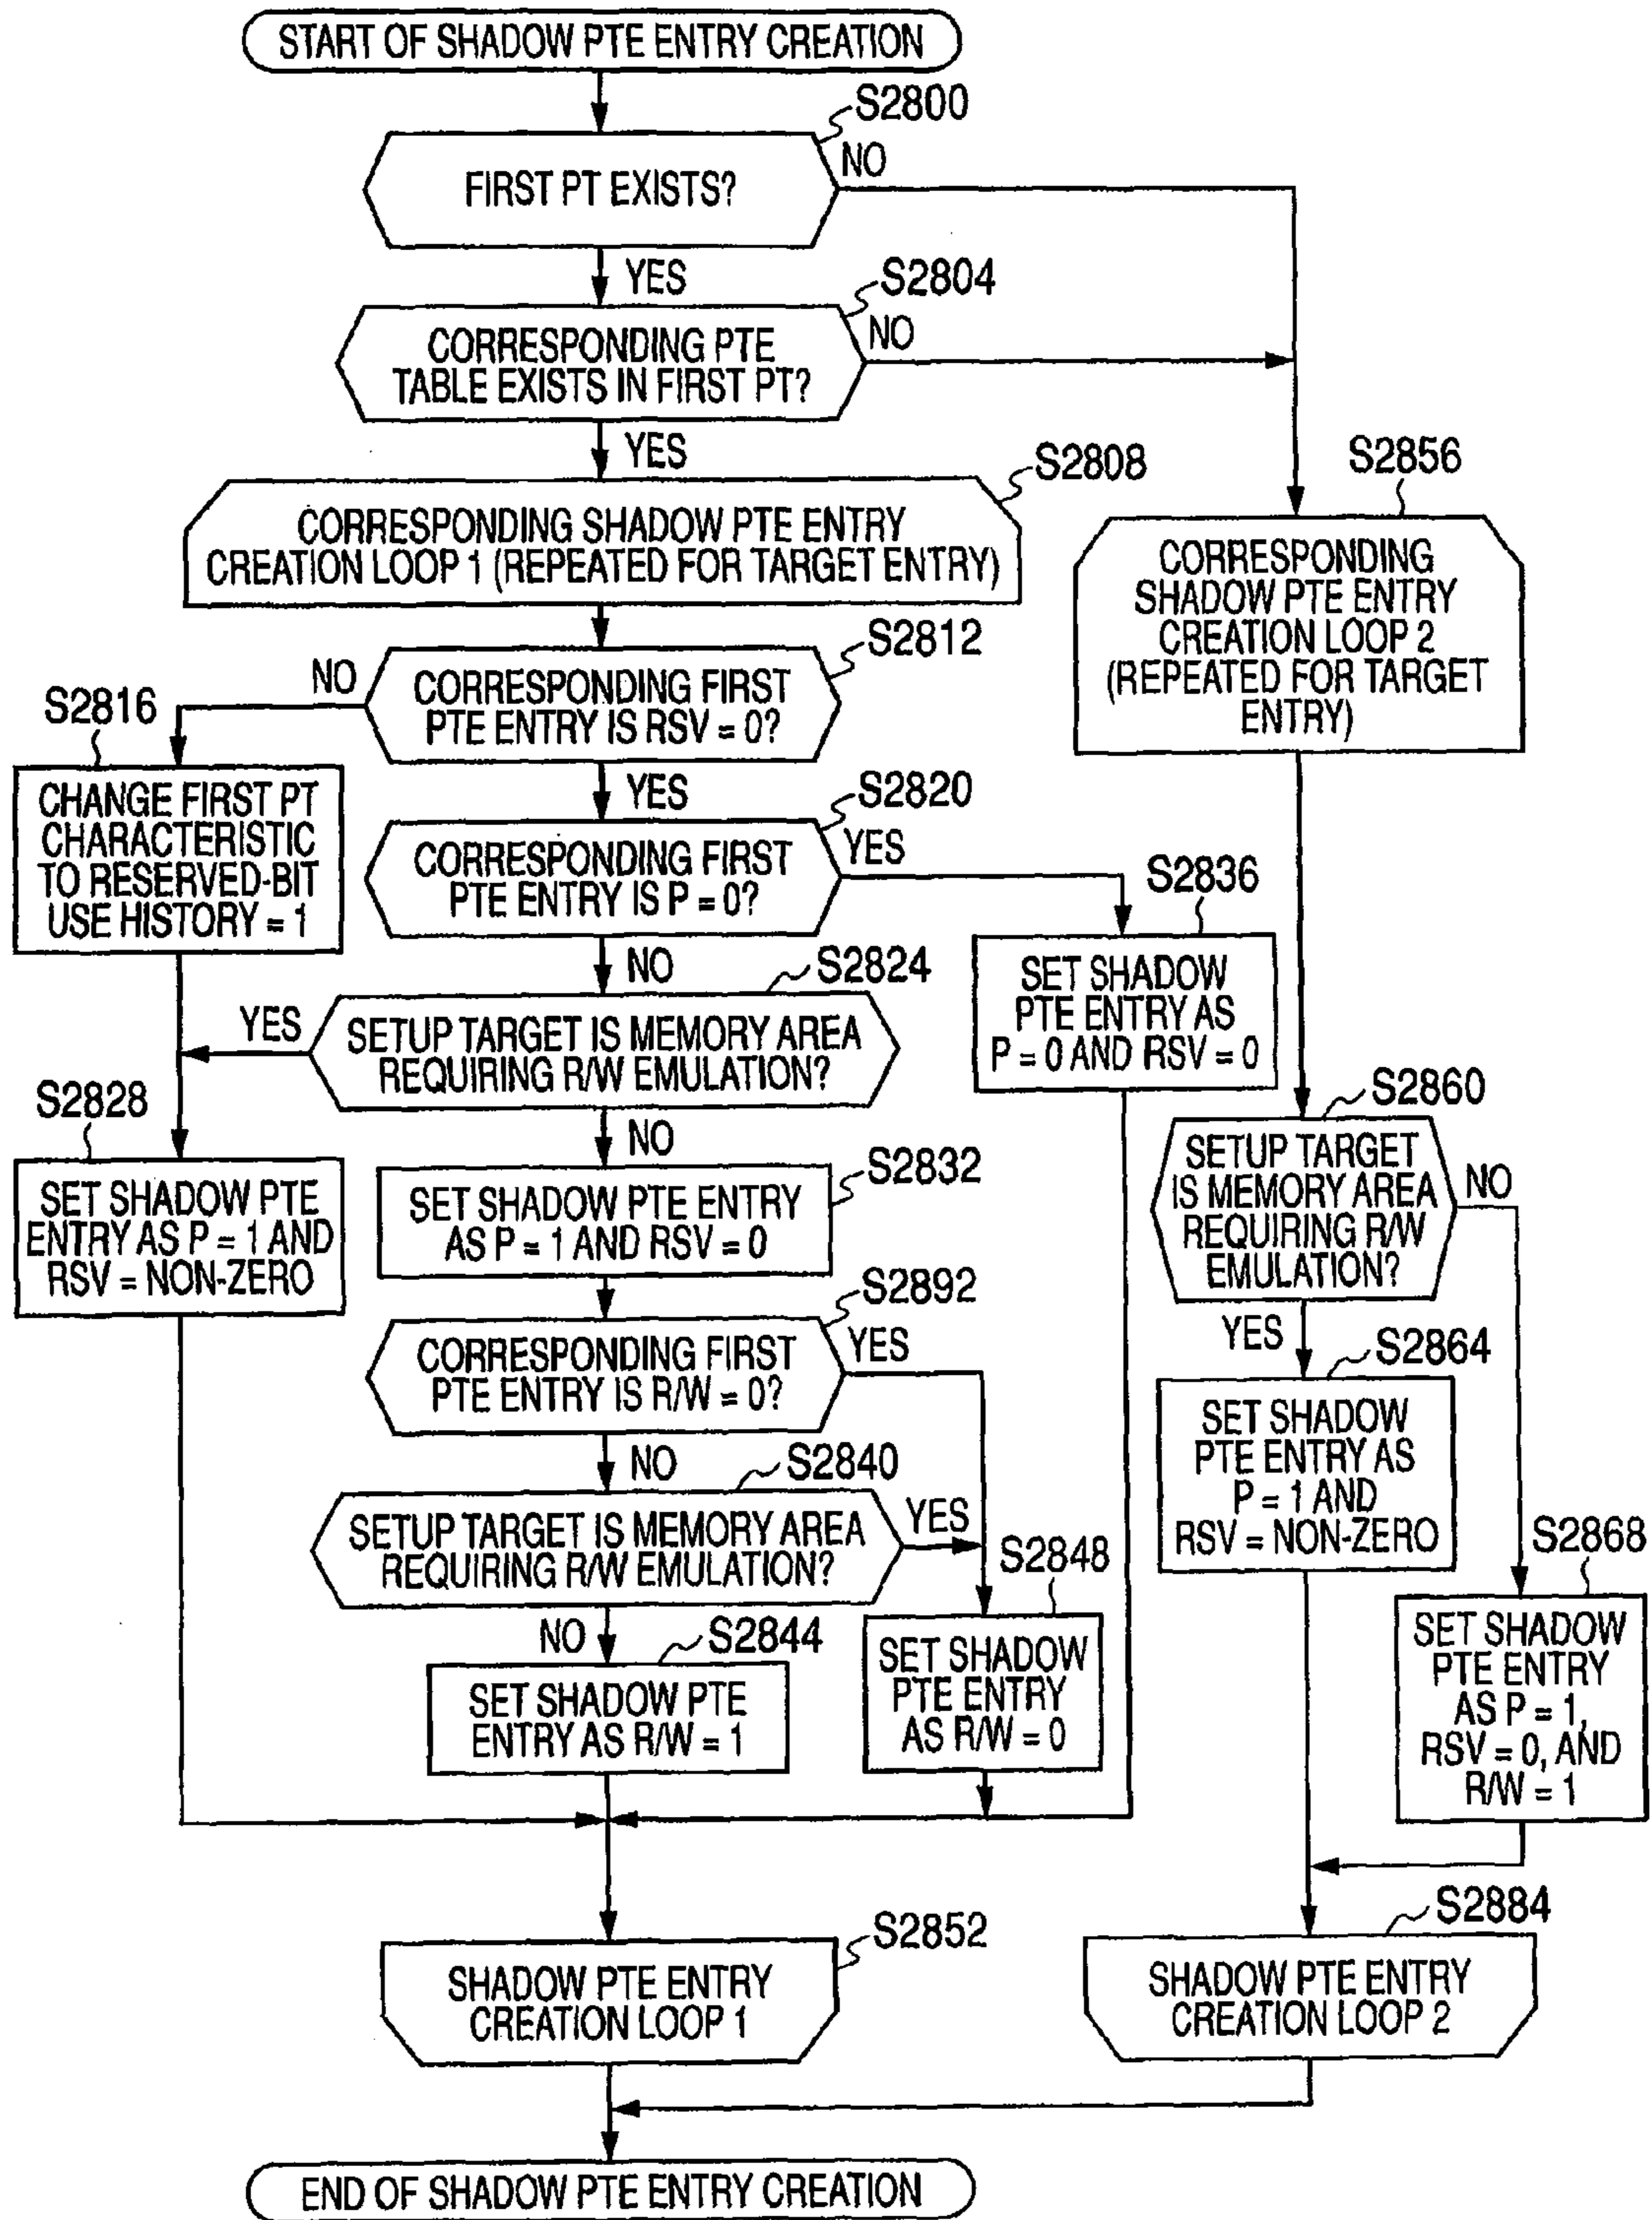 START OF SHADOW PTE ENTRY CREATION
S2800
FIRST PT EXISTS?
NO
YES
S2804
CORRESPONDING PTE
TABLE EXISTS IN FIRST PT?
NO
YES
S2808
CORRESPONDING SHADOW PTE ENTRY
CREATION LOOP 1 (REPEATED FOR TARGET ENTRY)
S2812
CORRESPONDING FIRST
PTE ENTRY IS RSV = 0?
NO
YES
S2816
CHANGE FIRST PT
CHARACTERISTIC
TO RESERVED-BIT
USE HISTORY = 1
S2820
CORRESPONDING FIRST
PTE ENTRY IS P = 0?
YES
NO
S2836
SET SHADOW
PTE ENTRY AS
P = 0 AND RSV = 0
S2824
SETUP TARGET IS MEMORY AREA
REQUIRING R/W EMULATION?
YES
NO
S2828
SET SHADOW PTE
ENTRY AS P = 1 AND
RSV = NON-ZERO
S2832
SET SHADOW PTE ENTRY
AS P = 1 AND RSV = 0
S2892
CORRESPONDING FIRST
PTE ENTRY IS R/W = 0?
YES
NO
S2840
SETUP TARGET IS MEMORY AREA
REQUIRING R/W EMULATION?
YES
NO
S2848
SET SHADOW
PTE ENTRY
AS R/W = 0
S2844
SET SHADOW PTE
ENTRY AS R/W = 1
S2852
SHADOW PTE ENTRY
CREATION LOOP 1
S2856
CORRESPONDING
SHADOW PTE ENTRY
CREATION LOOP 2
(REPEATED FOR TARGET
ENTRY)
S2860
SETUP TARGET
IS MEMORY AREA
REQUIRING R/W
EMULATION?
NO
YES
S2864
SET SHADOW
PTE ENTRY AS
P = 1 AND
RSV = NON-ZERO
S2868
SET SHADOW
PTE ENTRY
AS P = 1,
RSV = 0, AND
R/W = 1
S2884
SHADOW PTE ENTRY
CREATION LOOP 2
END OF SHADOW PTE ENTRY CREATION